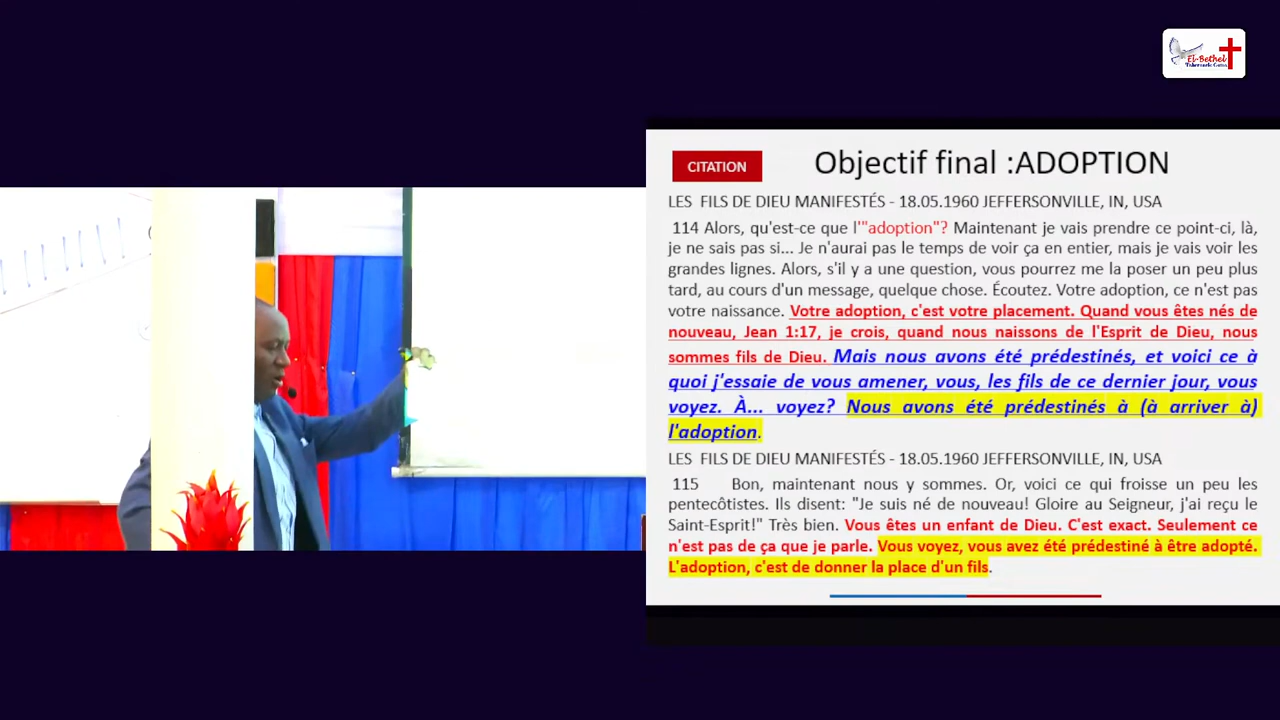 El-Bethel
CITATION
Objectif final :ADOPTION
LES FILS DE DIEU MANIFESTÉS - 18.05.1960 JEFFERSONVILLE, IN, USA
114 Alors, qu'est-ce que l'"adoption"? Maintenant je vais prendre ce point-ci, là,
je ne sais pas si... Je n'aurai pas le temps de voir ça en entier, mais je vais voir les
grandes lignes. Alors, s'il y a une question, vous pourrez me la poser un peu plus
tard, au cours d'un message, quelque chose. Écoutez. Votre adoption, ce n'est pas
votre naissance. Votre adoption, c'est votre placement. Quand vous êtes nés de
nouveau, Jean 1:17, je crois, quand nous naissons de l'Esprit de Dieu, nous
sommes fils de Dieu. Mais nous avons été prédestinés, et voici ce à
quoi j'essaie de vous amener, vous, les fils de ce dernier jour, vous
voyez. À... voyez? Nous avons été prédestinés à (à arriver à)
l'adoption.
LES FILS DE DIEU MANIFESTÉS - 18.05.1960 JEFFERSONVILLE, IN, USA
115 Bon, maintenant nous y sommes. Or, voici ce qui froisse un peu les
pentecôtistes. Ils disent: "Je suis né de nouveau! Gloire au Seigneur, j'ai reçu le
Saint-Esprit!" Très bien. Vous êtes un enfant de Dieu. C'est exact. Seulement ce
n'est pas de ça que je parle. Vous voyez, vous avez été prédestiné à être adopté.
L'adoption, c'est de donner la place d'un fils.